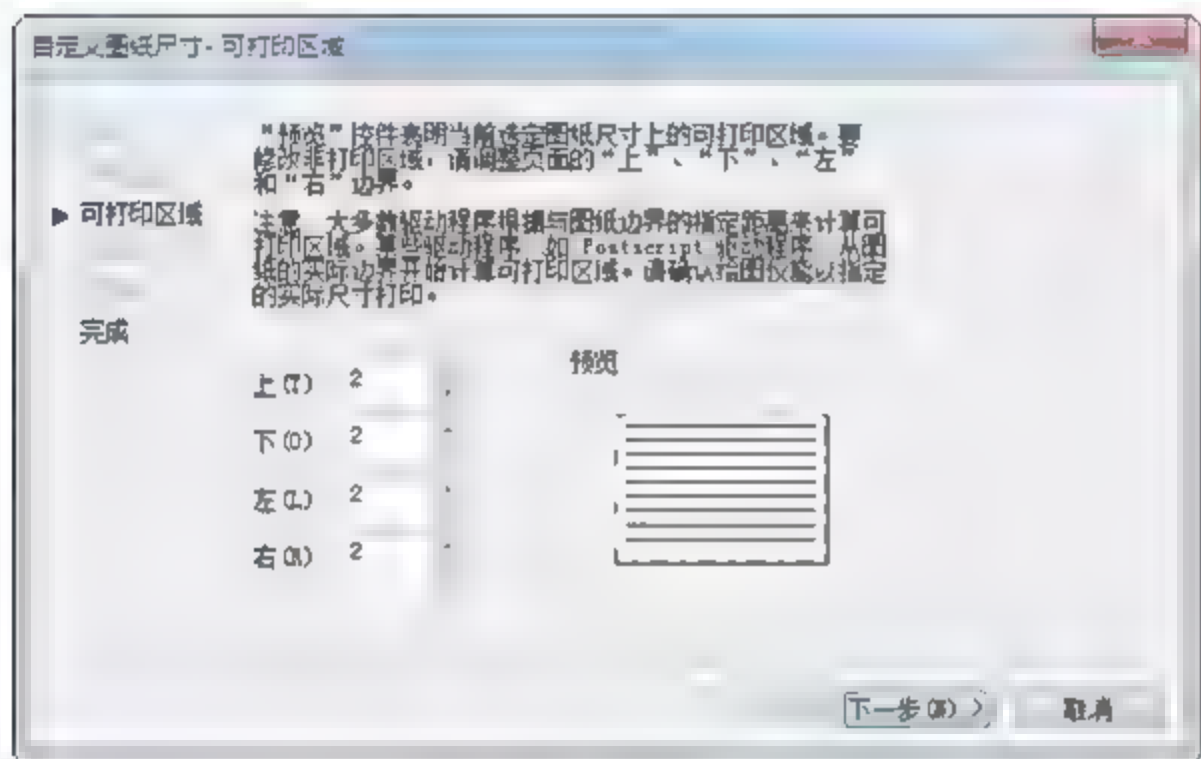 自定义图纸尺寸-可打印区域
“预览”控件表明当前选定图纸尺寸上的可打印区域。要
修改非打印区域，请调整页面的“上”、“下”、“左”
和“右”边界。
▶ 可打印区域
注意 大多数驱动程序根据与图纸边界的指定距离来计算可
打印区域。某些驱动程序 如 Postscript 驱动程序 从图
纸的实际边界开始计算可打印区域。请确认绘图仪能以指定
的实际尺寸打印。
完成
预览
上(T) 2
下(O) 2
左(L) 2
右(R) 2
下一步(N) >
取消